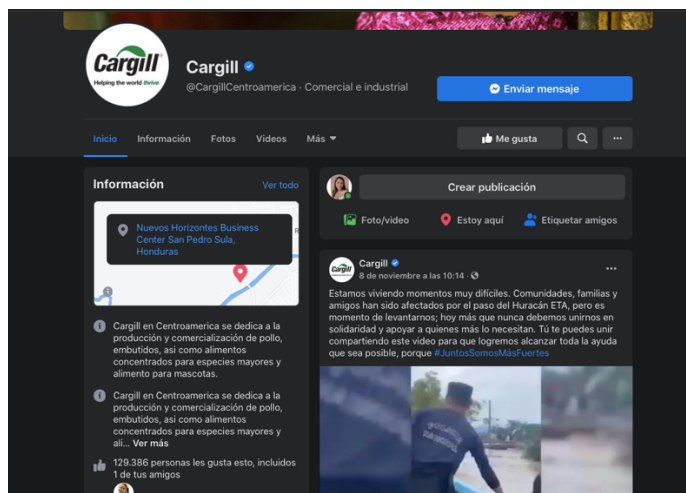 Cargill
Helping the world thrive
Cargill
@CargillCentroamerica · Comercial e industrial
Enviar mensaje
Inicio
Información
Fotos
Videos
Más
Me gusta
Información
Ver todo
Nuevos Horizontes Business
Center San Pedro Sula,
Honduras
Cargill en Centroamerica se dedica a la
producción y comercialización de pollo,
embutidos, asi como alimentos
concentrados para especies mayores y
alimento para mascotas.
Cargill en Centroamerica se dedica a la
producción y comercialización de pollo,
embutidos, asi como alimentos
concentrados para especies mayores y
ali... Ver más
129.386 personas les gusta esto, incluidos
1 de tus amigos
Crear publicación
Foto/video
Estoy aquí
Etiquetar amigos
Cargill
Cargill
8 de noviembre a las 10:14 ·
Estamos viviendo momentos muy difíciles. Comunidades, familias y
amigos han sido afectados por el paso del Huracán ETA, pero es
momento de levantarnos; hoy más que nunca debemos unirnos en
solidaridad y apoyar a quienes más lo necesitan. Tú te puedes unir
compartiendo este video para que logremos alcanzar toda la ayuda
que sea posible, porque #JuntosSomosMásFuertes